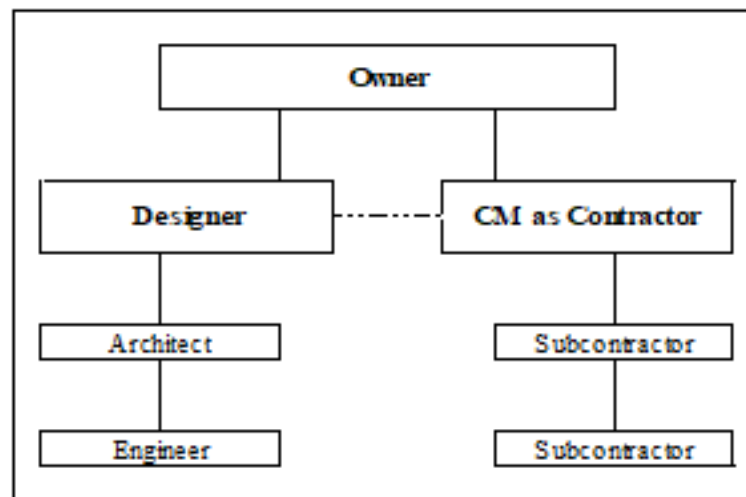 Owner
Designer
CM as Contractor
Architect
Subcontractor
Engineer
Subcontractor